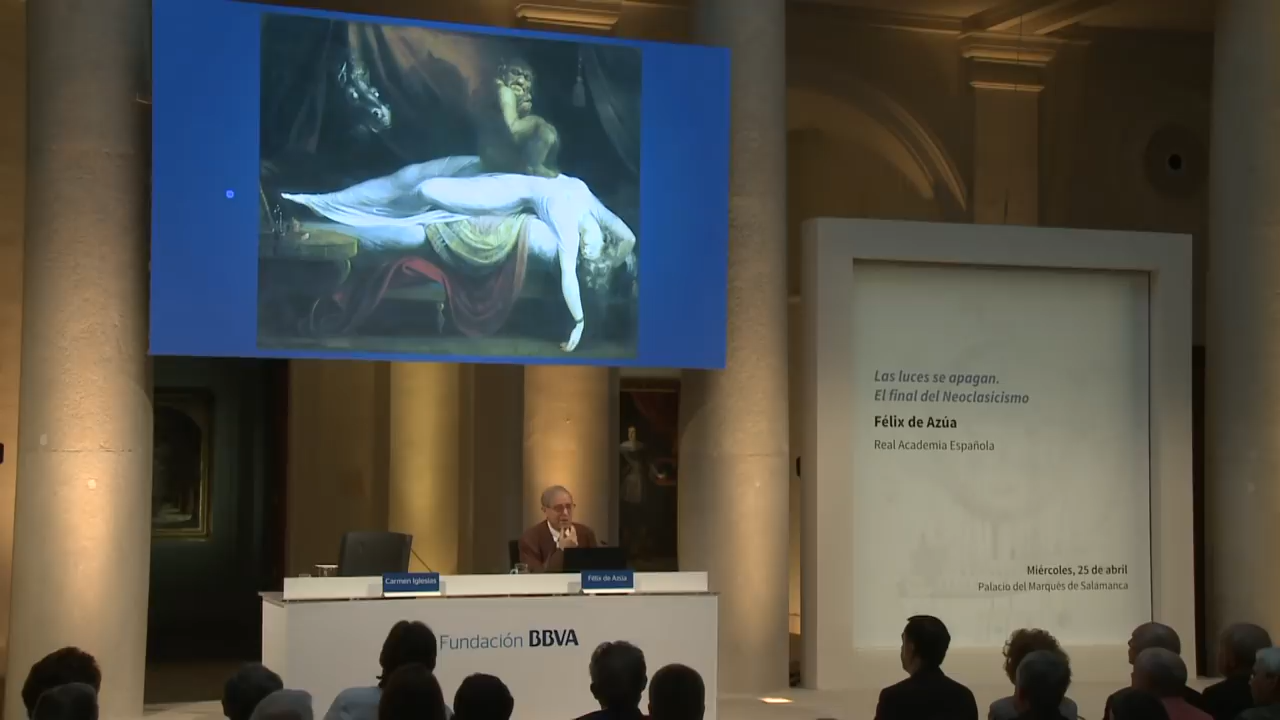 Las luces se apagan.
El final del Neoclasicismo
Félix de Azúa
Real Academia Española
Miércoles, 25 de abril
Palacio del Marqués de Salamanca
Carmen Iglesias
Félix de Azúa
Fundación BBVA